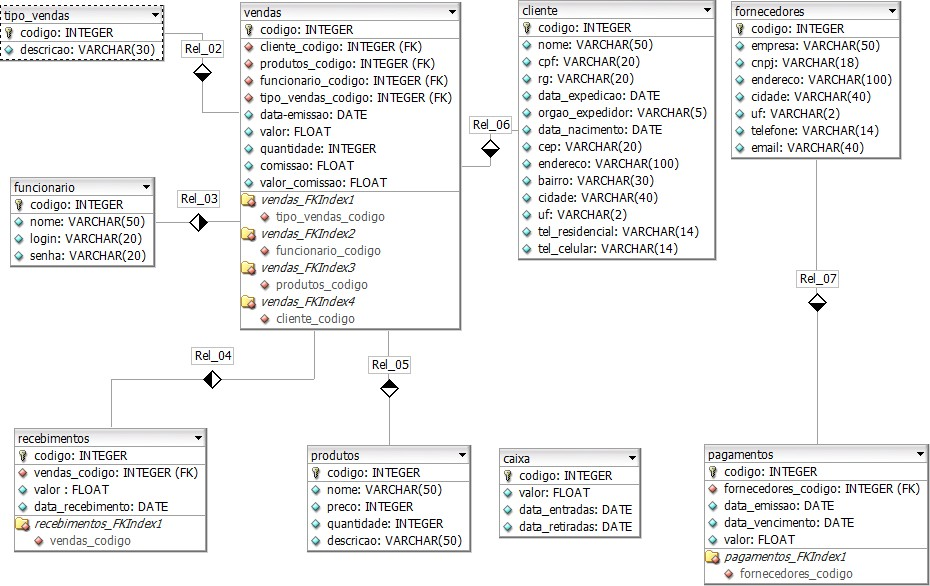 tipo_vendas
codigo: INTEGER
descricao: VARCHAR(30)
Rel_02
vendas
codigo: INTEGER
cliente_codigo: INTEGER (FK)
produtos_codigo: INTEGER (FK)
funcionario_codigo: INTEGER (FK)
tipo_vendas_codigo: INTEGER (FK)
data-emissao: DATE
valor: FLOAT
quantidade: INTEGER
comissao: FLOAT
valor_comissao: FLOAT
vendas_FKIndex1
tipo_vendas_codigo
vendas_FKIndex2
funcionario_codigo
vendas_FKIndex3
produtos_codigo
vendas_FKIndex4
cliente_codigo
Rel_06
cliente
codigo: INTEGER
nome: VARCHAR(50)
cpf: VARCHAR(20)
rg: VARCHAR(20)
data_expedicao: DATE
orgao_expedidor: VARCHAR(5)
data_nacimento: DATE
cep: VARCHAR(20)
endereco: VARCHAR(100)
bairro: VARCHAR(30)
cidade: VARCHAR(40)
uf: VARCHAR(2)
tel_residencial: VARCHAR(14)
tel_celular: VARCHAR(14)
fornecedores
codigo: INTEGER
empresa: VARCHAR(50)
cnpj: VARCHAR(18)
endereco: VARCHAR(100)
cidade: VARCHAR(40)
uf: VARCHAR(2)
telefone: VARCHAR(14)
email: VARCHAR(40)
funcionario
codigo: INTEGER
nome: VARCHAR(50)
login: VARCHAR(20)
senha: VARCHAR(20)
Rel_03
Rel_07
Rel_04
Rel_05
recebimentos
codigo: INTEGER
vendas_codigo: INTEGER (FK)
valor : FLOAT
data_recebimento: DATE
recebimentos_FKIndex1
vendas_codigo
produtos
codigo: INTEGER
nome: VARCHAR(50)
preco: INTEGER
quantidade: INTEGER
descricao: VARCHAR(50)
caixa
codigo: INTEGER
valor: FLOAT
data_entradas: DATE
data_retiradas: DATE
pagamentos
codigo: INTEGER
fornecedores_codigo: INTEGER (FK)
data_emissao: DATE
data_vencimento: DATE
valor: FLOAT
pagamentos_FKIndex1
fornecedores_codigo